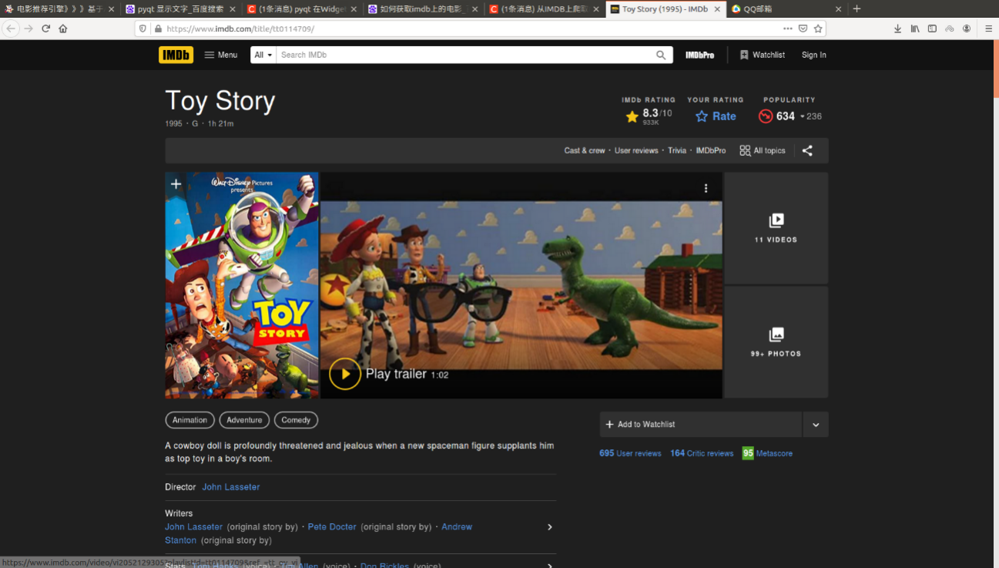 电影推荐引擎》》》基于
pyqt 显示文字_百度搜索
(1条消息) pyqt 在Widge
如何获取imdb上的电影_
(1条消息) 从IMDB上爬取
Toy Story (1995) - IMDb
QQ邮箱
https://www.imdb.com/title/tt0114709/
IMDb
Menu
All
Search IMDb
IMDbPro
Watchlist
Sign In
Toy Story
1995 · G · 1h 21m
IMDb RATING
YOUR RATING
POPULARITY
8.3/10
933K
Rate
634
236
Cast & crew · User reviews · Trivia · IMDbPro
All topics
WALT DISNEY PICTURES
presents
TOY
STORY
Play trailer 1:02
11 VIDEOS
99+ PHOTOS
Animation
Adventure
Comedy
Add to Watchlist
A cowboy doll is profoundly threatened and jealous when a new spaceman figure supplants him
as top toy in a boy's room.
695 User reviews
164 Critic reviews
95 Metascore
Director John Lasseter
Writers
John Lasseter (original story by) · Pete Docter (original story by) · Andrew
Stanton (original story by)
Stars Tom Hanks (voice) · Tim Allen (voice) · Don Rickles (voice)